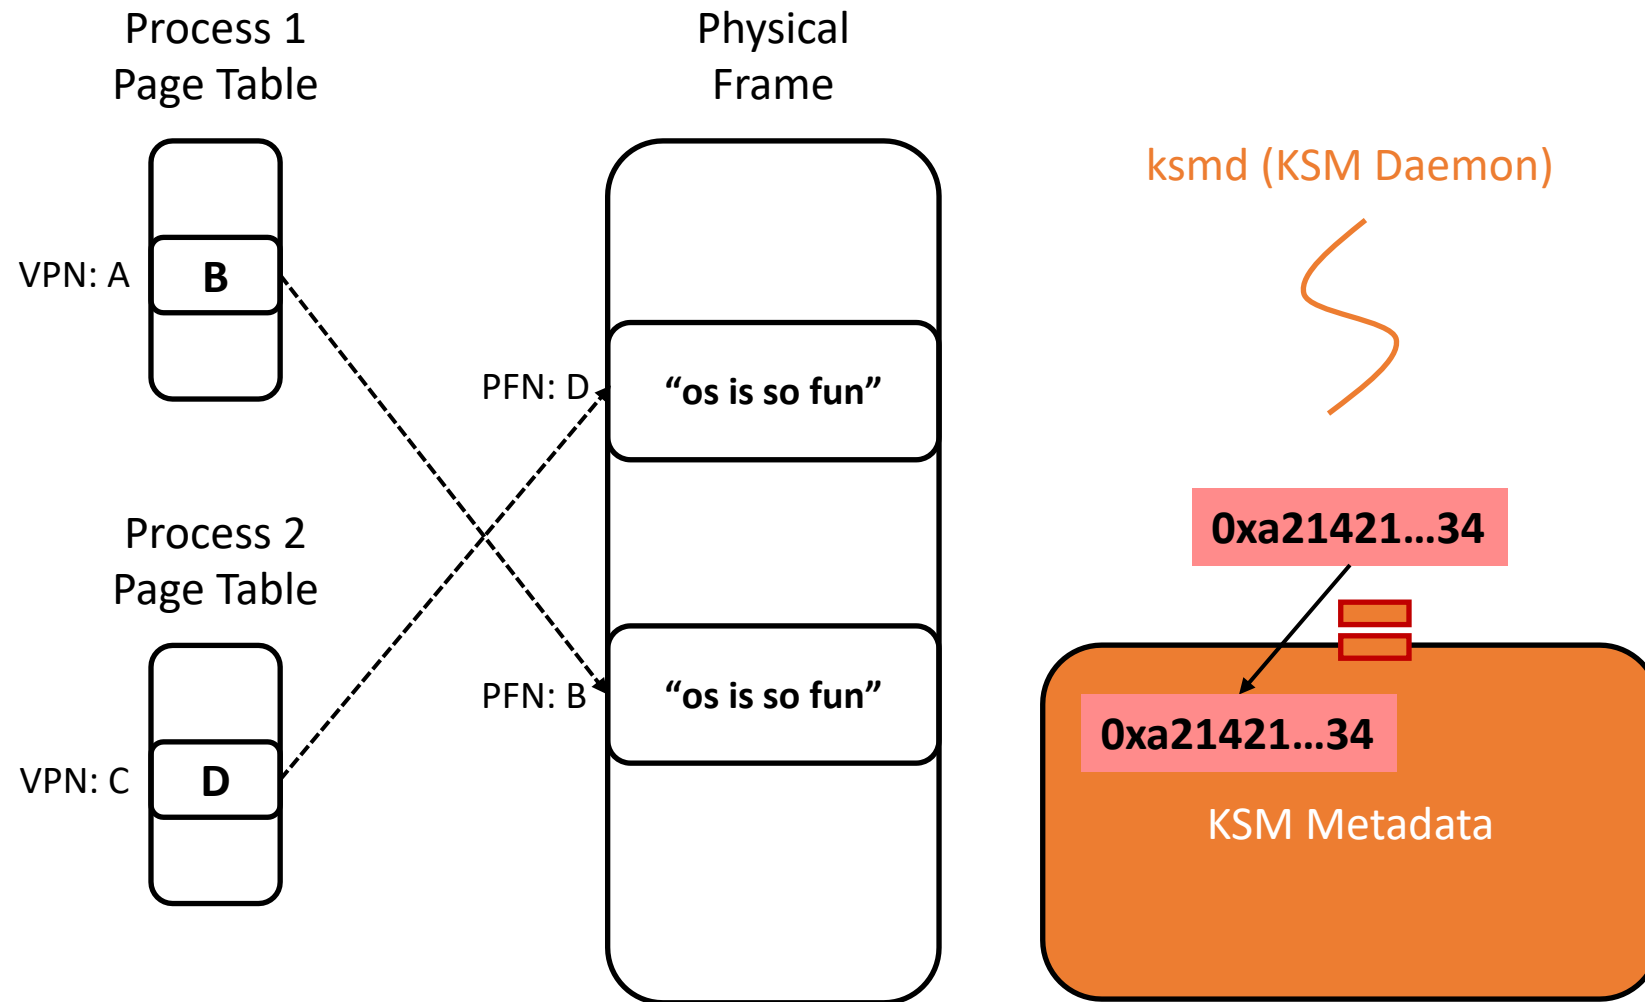 Process 1
Page Table
VPN: A
B
Process 2
Page Table
VPN: C
D
Physical
Frame
PFN: D
“os is so fun”
PFN: B
“os is so fun”
ksmd (KSM Daemon)
0xa21421...34
0xa21421...34
KSM Metadata